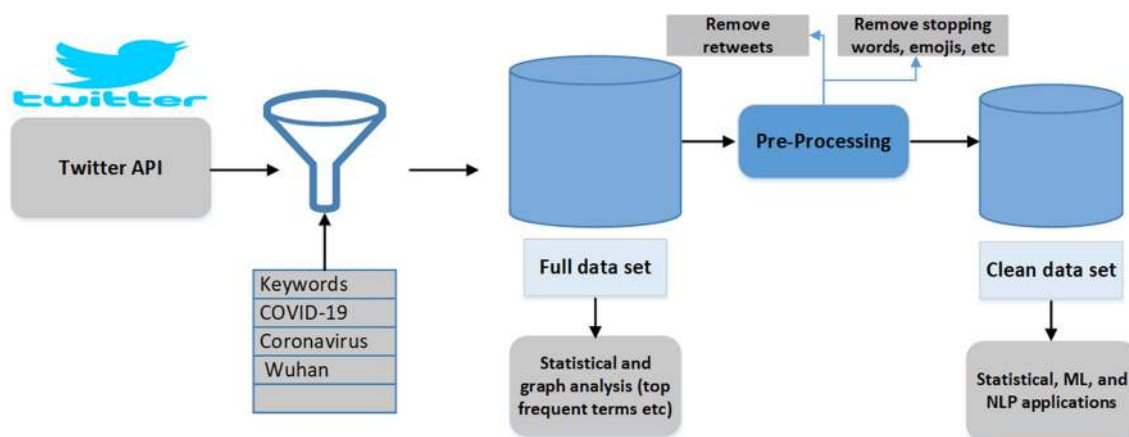 twitter
Twitter API
Keywords
COVID-19
Coronavirus
Wuhan
Full data set
Statistical and
graph analysis (top
frequent terms etc)
Remove
retweets
Remove stopping
words, emojis, etc
Pre-Processing
Clean data set
Statistical, ML, and
NLP applications